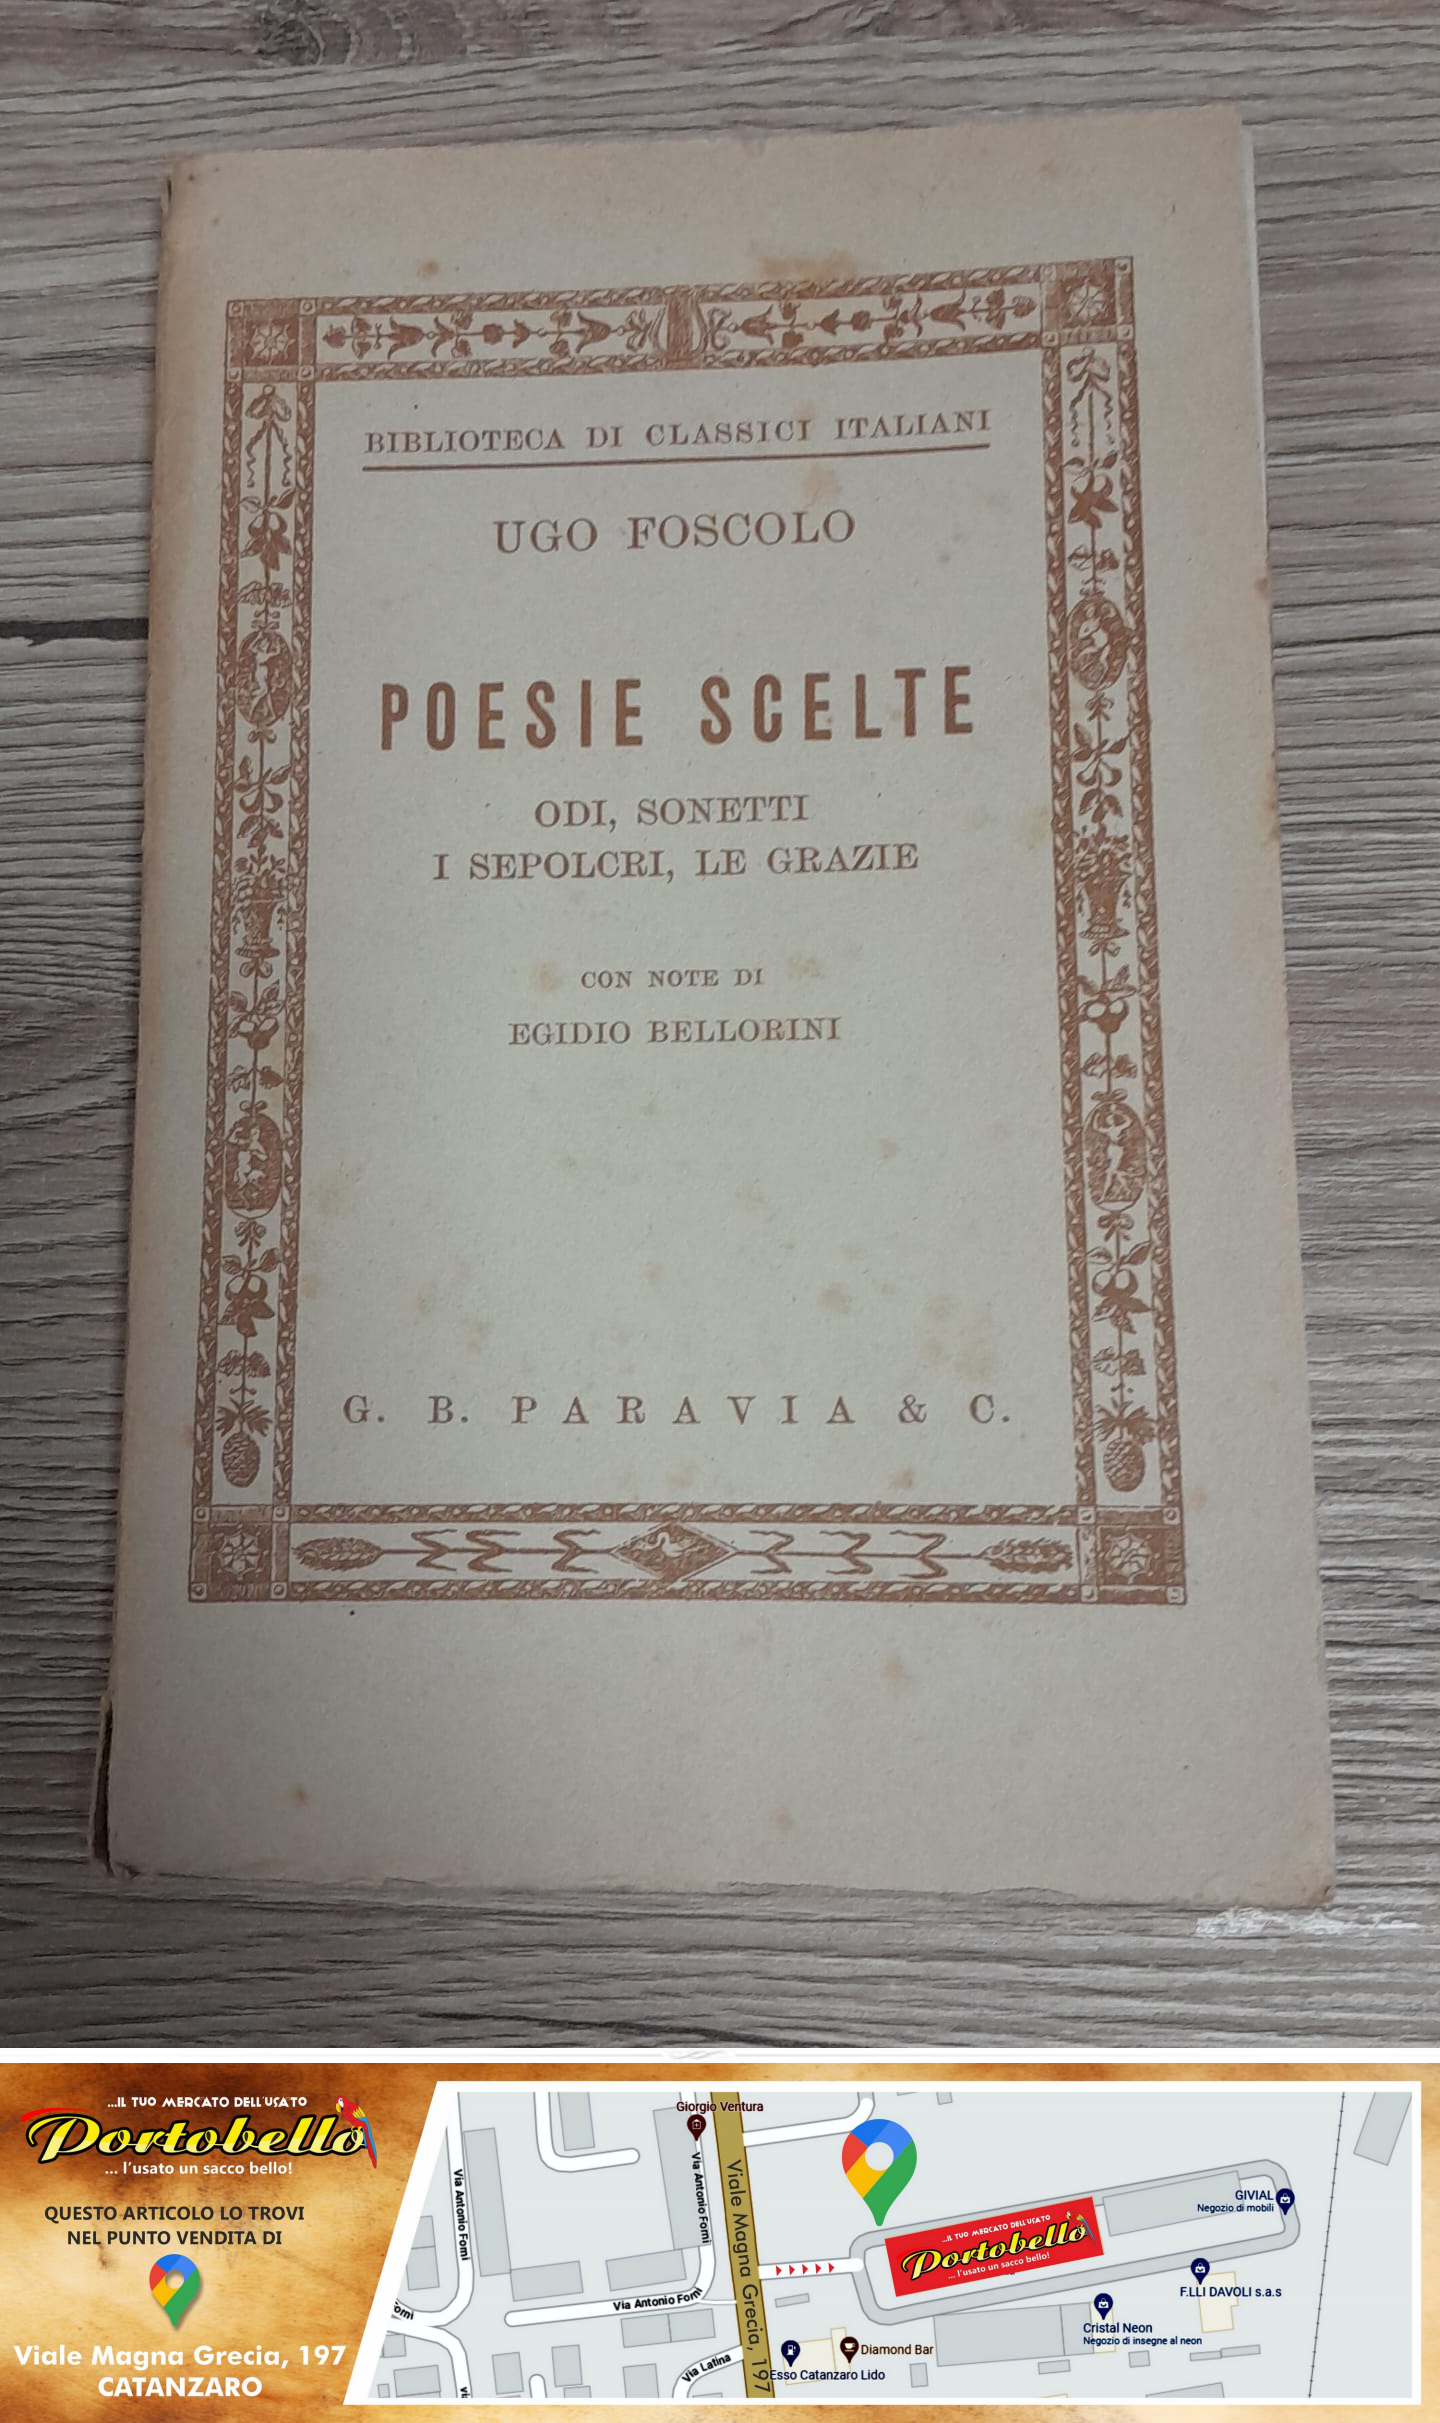 BIBLIOTECA DI CLASSICI ITALIANI
UGO FOSCOLO
POESIE SCELTE
ODI, SONETTI
I SEPOLCRI, LE GRAZIE
CON NOTE DI
EGIDIO BELLORINI
G. B. PARAVIA & C.
...IL TUO MERCATO DELL'USATO
Portobello
... l'usato un sacco bello!
QUESTO ARTICOLO LO TROVI
NEL PUNTO VENDITA DI
Viale Magna Grecia, 197
CATANZARO
Giorgio Ventura
Via Antonio Forni
Via Antonio Forni
Viale Magna Grecia, 197
GIVIAL
Negozio di mobili
...IL TUO MERCATO DELL'USATO
Portobello
... l'usato un sacco bello!
F.LLI DAVOLI s.a.s
Via Antonio Forni
Cristal Neon
Negozio di insegne al neon
Diamond Bar
Via Latina
Esso Catanzaro Lido